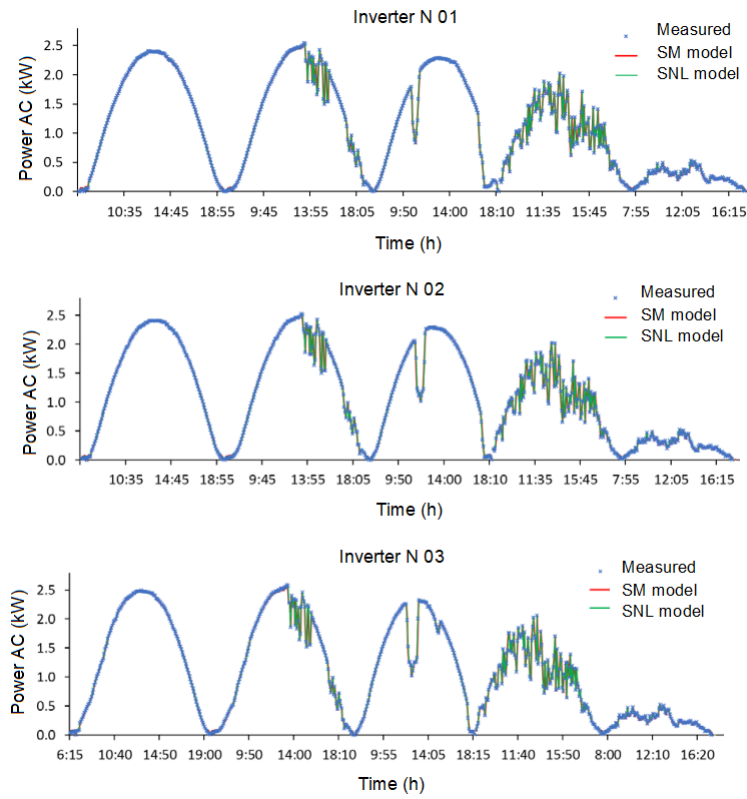 Inverter N 01
Measured
SM model
SNL model
Power AC (kW)
2.5
2.0
1.5
1.0
0.5
0.0
10:35 14:45 18:55 9:45 13:55 18:05 9:50 14:00 18:10 11:35 15:45 7:55 12:05 16:15
Time (h)
Inverter N 02
Measured
SM model
SNL model
Power AC (kW)
2.5
2.0
1.5
1.0
0.5
0.0
10:35 14:45 18:55 9:45 13:55 18:05 9:50 14:00 18:10 11:35 15:45 7:55 12:05 16:15
Time (h)
Inverter N 03
Measured
SM model
SNL model
Power AC (kW)
2.5
2.0
1.5
1.0
0.5
0.0
6:15 10:40 14:50 19:00 9:50 14:00 18:10 9:55 14:05 18:15 11:40 15:50 8:00 12:10 16:20
Time (h)